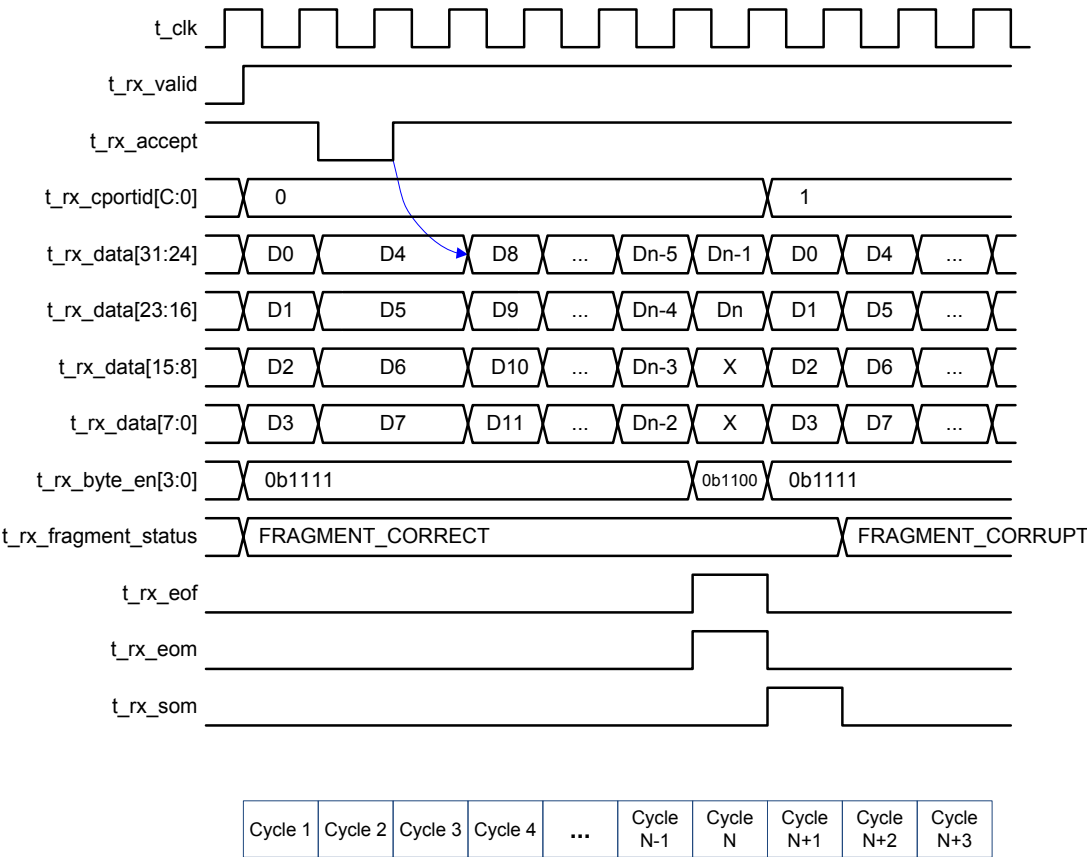 t_clk
t_rx_valid
t_rx_accept
t_rx_cportid[C:0] 0 1
t_rx_data[31:24] D0 D4 D8 ... Dn-5 Dn-1 D0 D4 ...
t_rx_data[23:16] D1 D5 D9 ... Dn-4 Dn D1 D5 ...
t_rx_data[15:8] D2 D6 D10 ... Dn-3 X D2 D6 ...
t_rx_data[7:0] D3 D7 D11 ... Dn-2 X D3 D7 ...
t_rx_byte_en[3:0] 0b1111 0b1100 0b1111
t_rx_fragment_status FRAGMENT_CORRECT FRAGMENT_CORRUPT
t_rx_eof
t_rx_eom
t_rx_som
Cycle 1 Cycle 2 Cycle 3 Cycle 4 ... Cycle N-1 Cycle N Cycle N+1 Cycle N+2 Cycle N+3